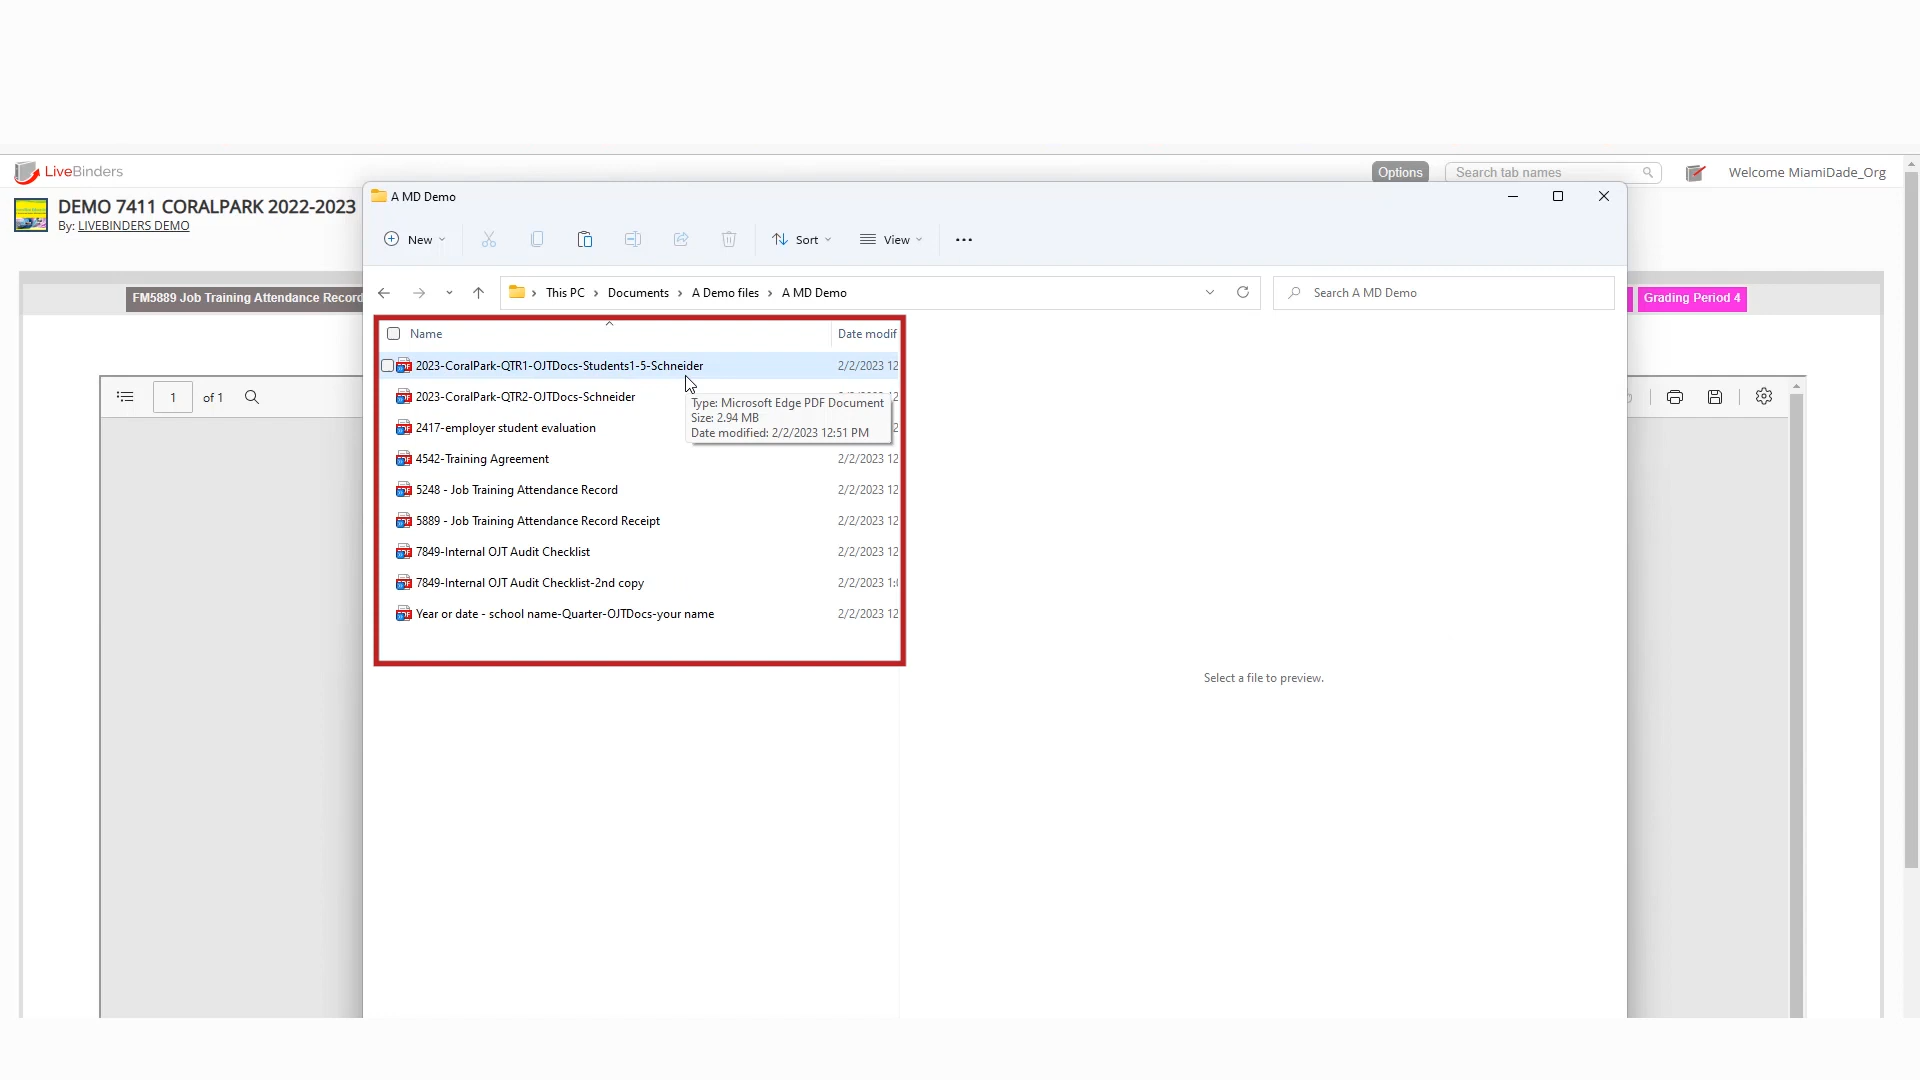 LiveBinders
Options
Search tab names
Welcome MiamiDade_Org
DEMO 7411 CORALPARK 2022-2023
By: LIVEBINDERS DEMO
A MD Demo
New
Sort
View
This PC > Documents > A Demo files > A MD Demo
Search A MD Demo
FM5889 Job Training Attendance Record
Grading Period 4
1 of 1
Name
Date modif
2023-CoralPark-QTR1-OJTDocs-Students1-5-Schneider 2/2/2023 12
2023-CoralPark-QTR2-OJTDocs-Schneider
Type: Microsoft Edge PDF Document
Size: 2.94 MB
Date modified: 2/2/2023 12:51 PM
2417-employer student evaluation
4542-Training Agreement 2/2/2023 12
5248 - Job Training Attendance Record 2/2/2023 12
5889 - Job Training Attendance Record Receipt 2/2/2023 12
7849-Internal OJT Audit Checklist 2/2/2023 12
7849-Internal OJT Audit Checklist-2nd copy 2/2/2023 1:
Year or date - school name-Quarter-OJTDocs-your name 2/2/2023 12
Select a file to preview.